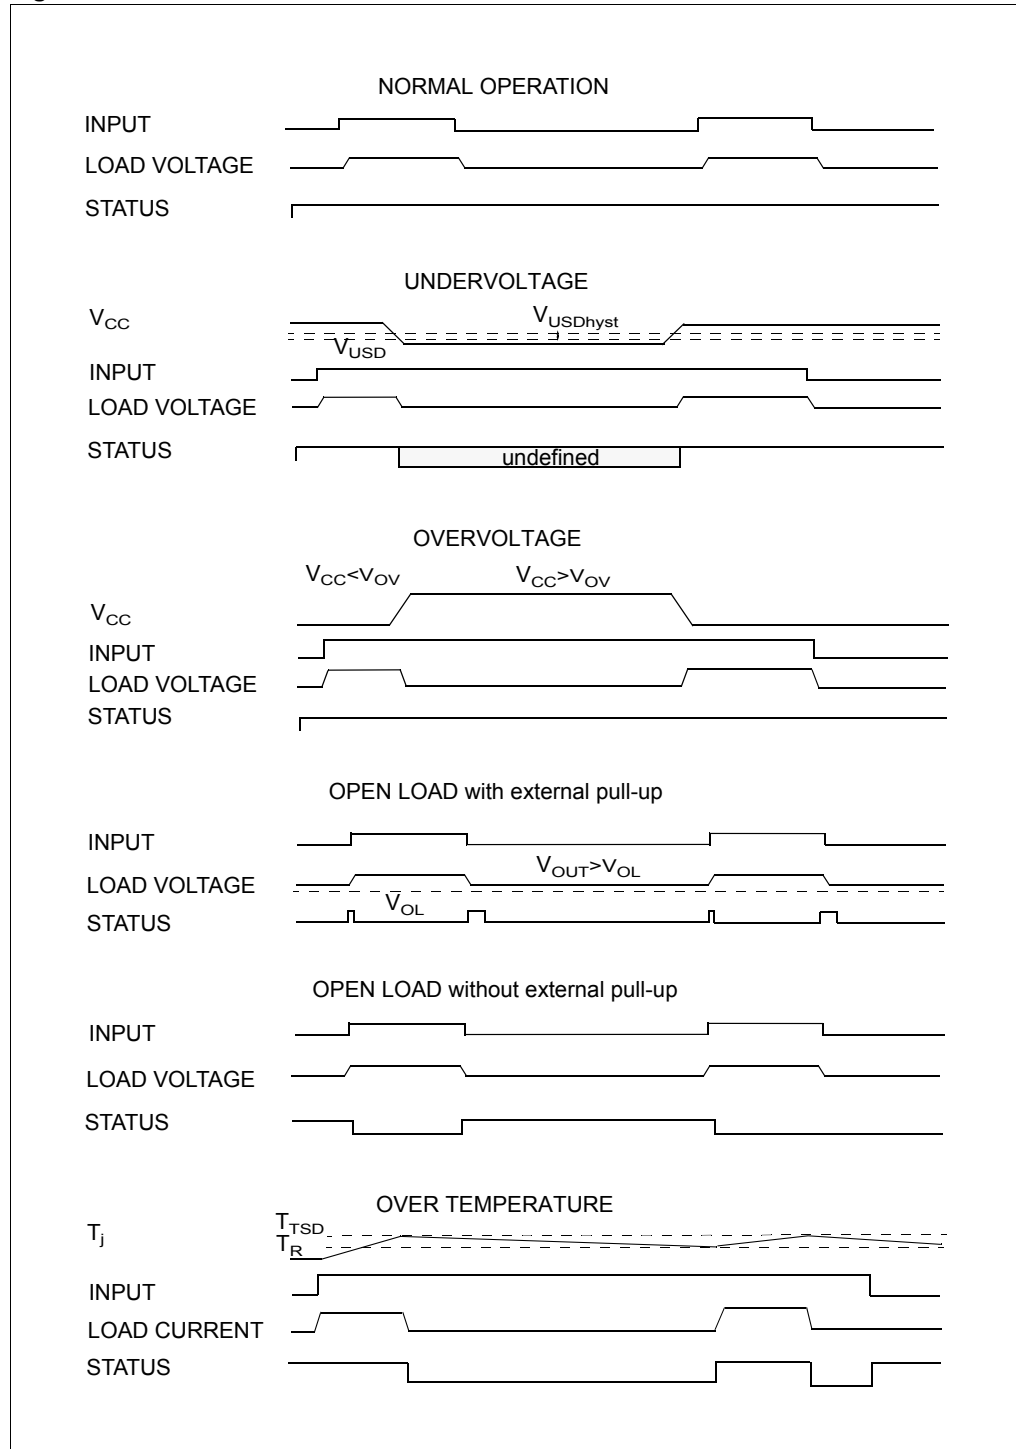 NORMAL OPERATION
INPUT
LOAD VOLTAGE
STATUS
UNDERVOLTAGE
VCC
VUSDhyst
VUSD
INPUT
LOAD VOLTAGE
STATUS
undefined
OVERVOLTAGE
VCC<VOV VCC>VOV
VCC
INPUT
LOAD VOLTAGE
STATUS
OPEN LOAD with external pull-up
INPUT
VOUT>VOL
LOAD VOLTAGE
VOL
STATUS
OPEN LOAD without external pull-up
INPUT
LOAD VOLTAGE
STATUS
OVER TEMPERATURE
Tj
TTSD
TR
INPUT
LOAD CURRENT
STATUS